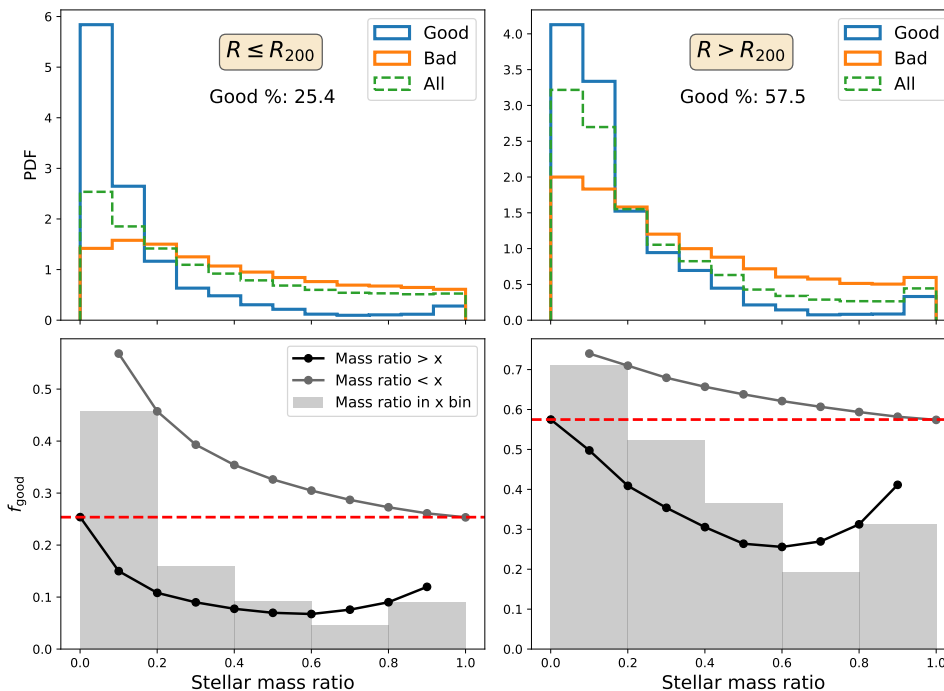 R ≤ R₂₀₀
Good %: 25.4
Good
Bad
All
PDF
0
1
2
3
4
5
6
R > R₂₀₀
Good %: 57.5
Good
Bad
All
0.0
0.5
1.0
1.5
2.0
2.5
3.0
3.5
4.0
Mass ratio > x
Mass ratio < x
Mass ratio in x bin
f_good
0.0
0.1
0.2
0.3
0.4
0.5
0.0 0.2 0.4 0.6 0.8 1.0
Stellar mass ratio
0.0
0.1
0.2
0.3
0.4
0.5
0.6
0.7
0.0 0.2 0.4 0.6 0.8 1.0
Stellar mass ratio